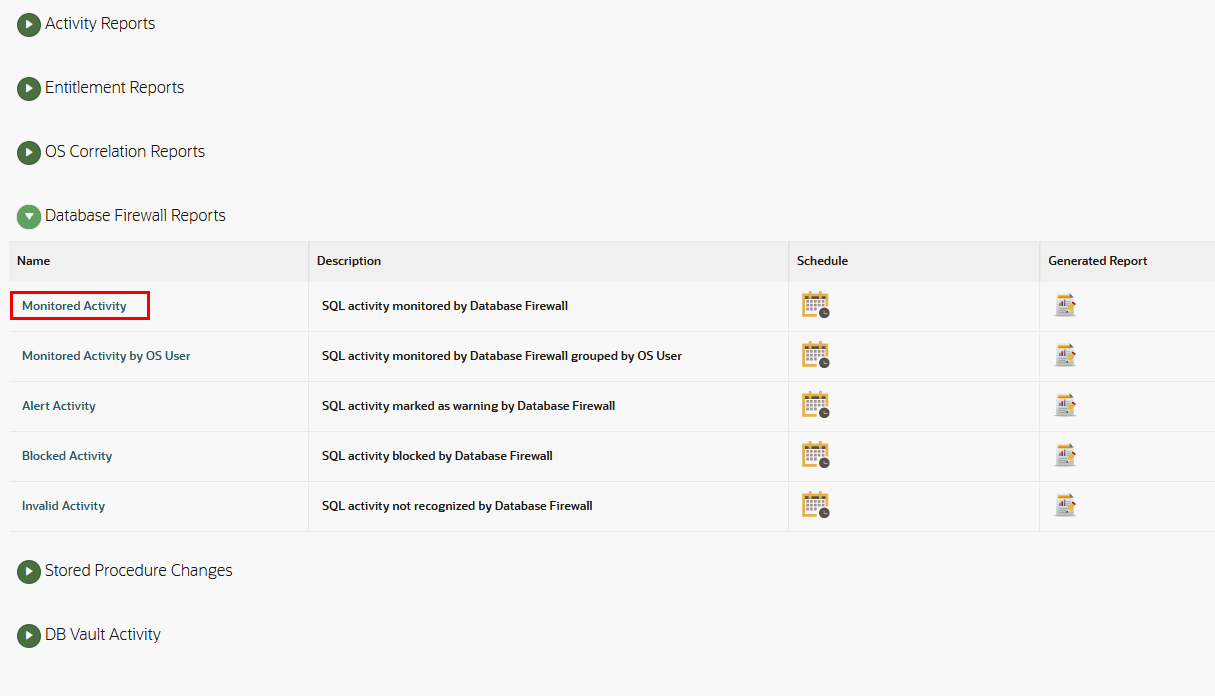 Activity Reports
Entitlement Reports
OS Correlation Reports
Database Firewall Reports
Name Description Schedule Generated Report
Monitored Activity SQL activity monitored by Database Firewall
Monitored Activity by OS User SQL activity monitored by Database Firewall grouped by OS User
Alert Activity SQL activity marked as warning by Database Firewall
Blocked Activity SQL activity blocked by Database Firewall
Invalid Activity SQL activity not recognized by Database Firewall
Stored Procedure Changes
DB Vault Activity